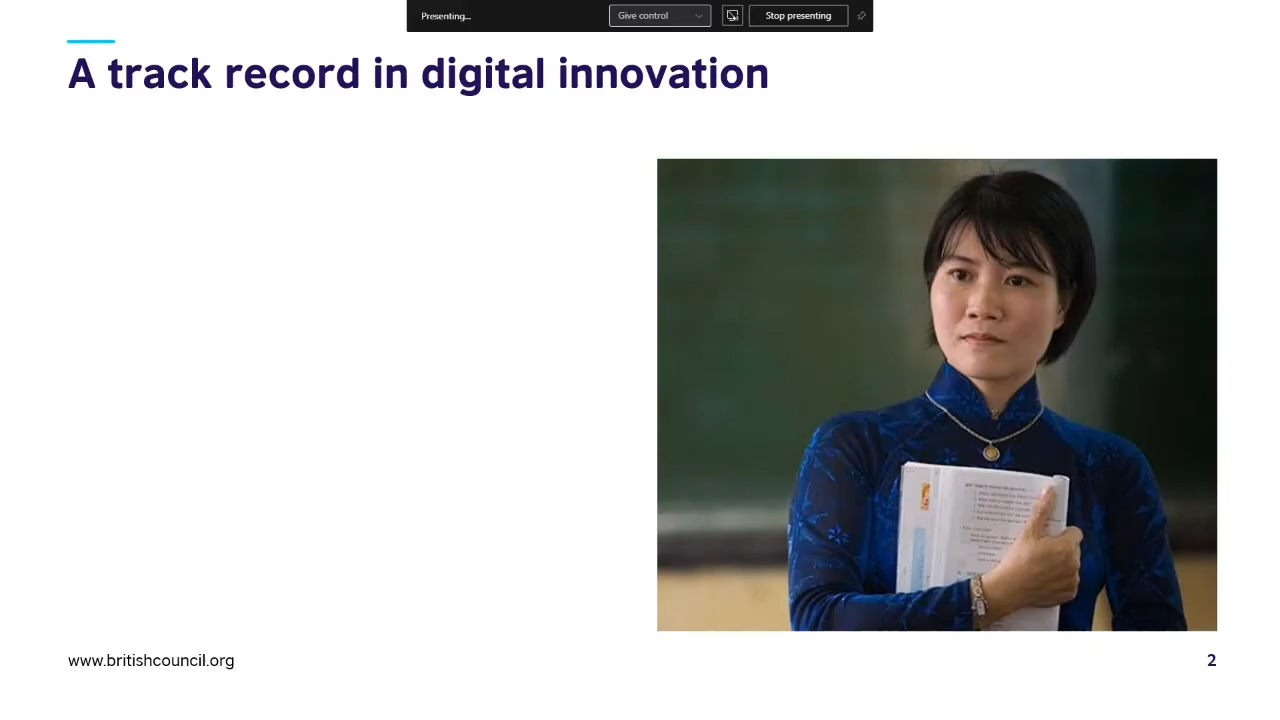 Presenting...
Give control
Stop presenting
A track record in digital innovation
www.britishcouncil.org
2